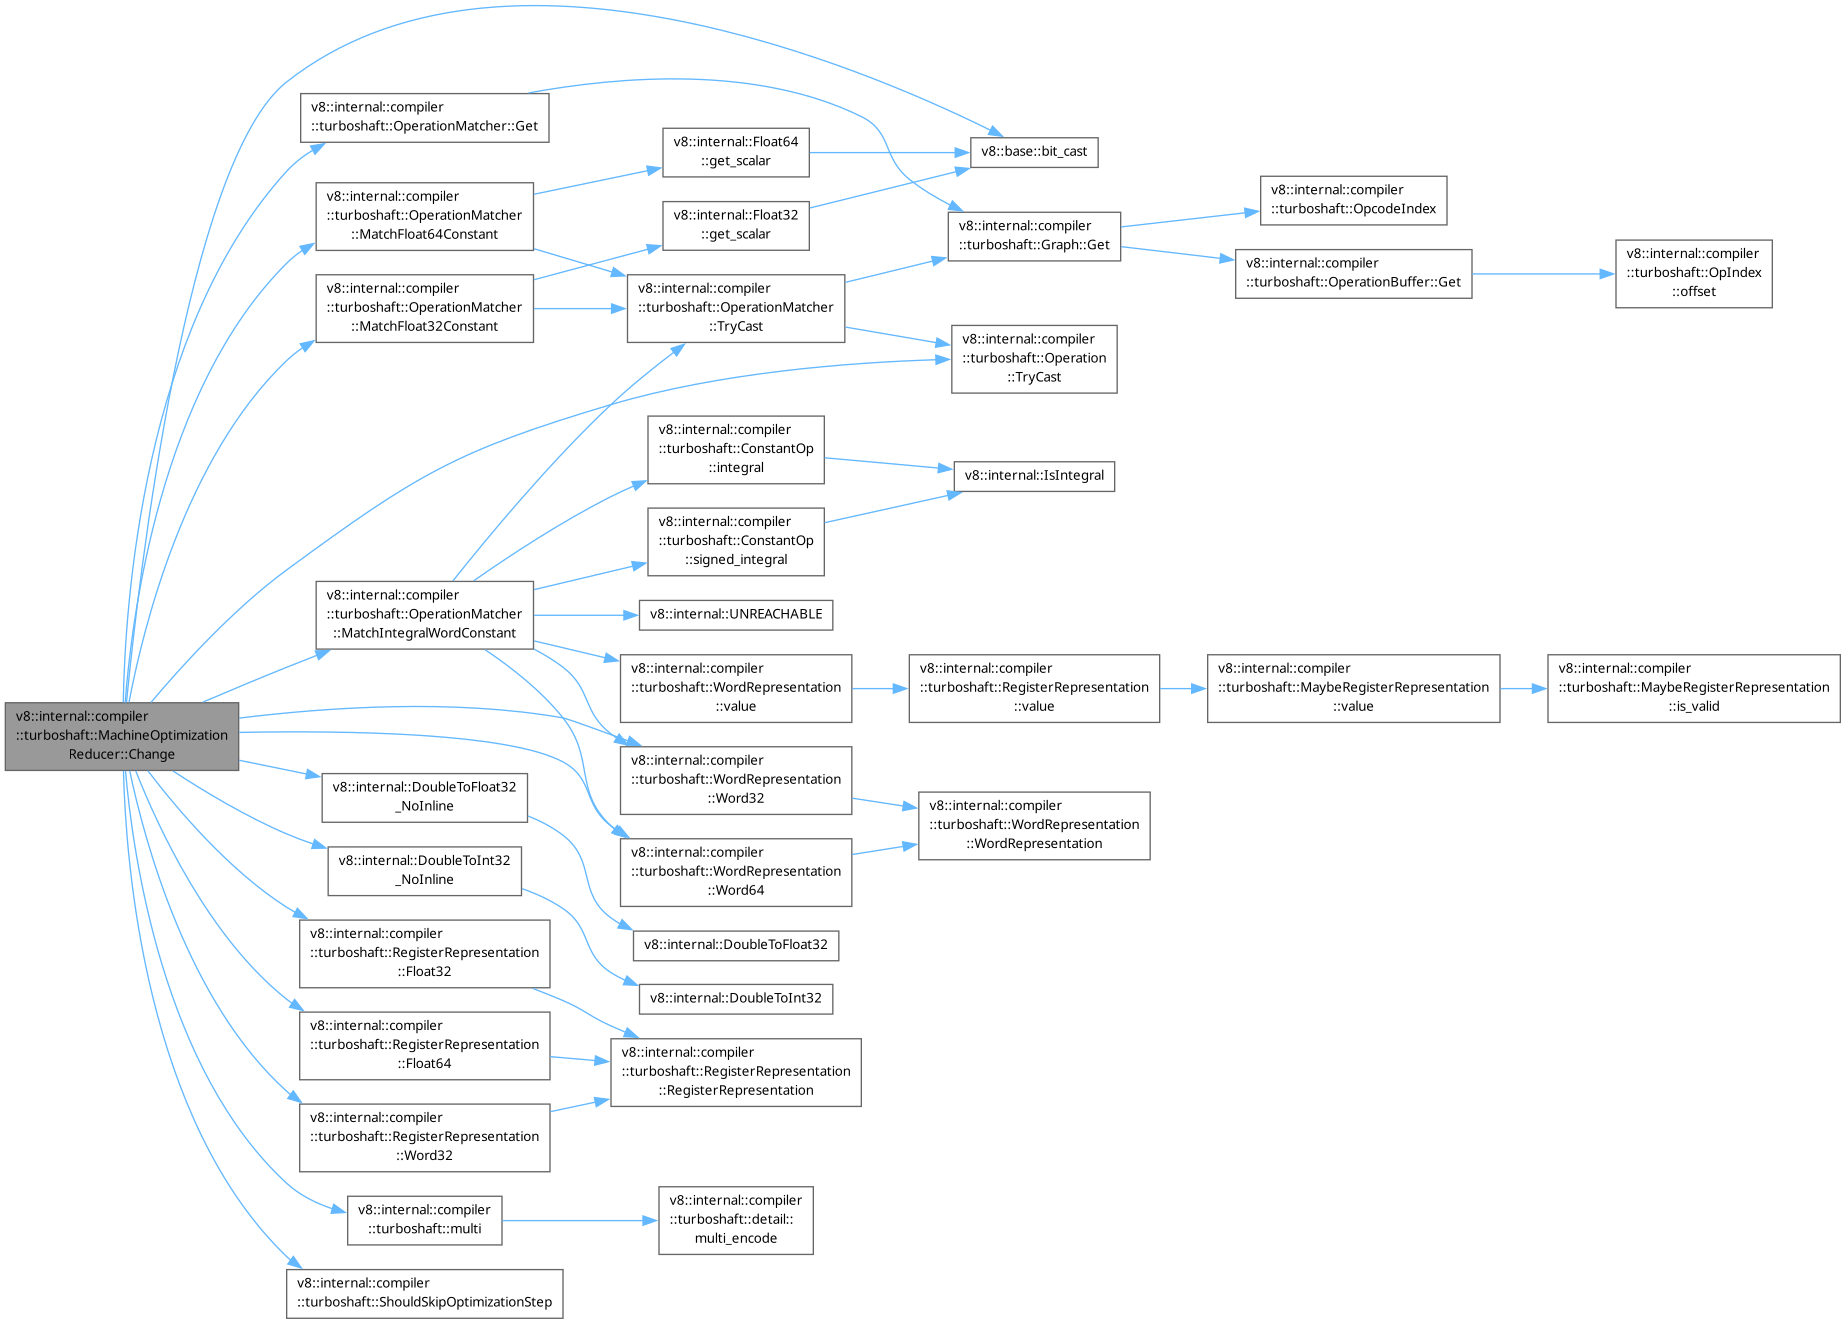 v8::internal::compiler
::turboshaft::MachineOptimization
Reducer::Change
v8::internal::compiler
::turboshaft::OperationMatcher::Get
v8::internal::compiler
::turboshaft::OperationMatcher
::MatchFloat64Constant
v8::internal::compiler
::turboshaft::OperationMatcher
::MatchFloat32Constant
v8::internal::compiler
::turboshaft::OperationMatcher
::MatchIntegralWordConstant
v8::internal::DoubleToFloat32
_NoInline
v8::internal::DoubleToInt32
_NoInline
v8::internal::compiler
::turboshaft::RegisterRepresentation
::Float32
v8::internal::compiler
::turboshaft::RegisterRepresentation
::Float64
v8::internal::compiler
::turboshaft::RegisterRepresentation
::Word32
v8::internal::compiler
::turboshaft::multi
v8::internal::compiler
::turboshaft::ShouldSkipOptimizationStep
v8::internal::Float64
::get_scalar
v8::internal::Float32
::get_scalar
v8::internal::compiler
::turboshaft::OperationMatcher
::TryCast
v8::internal::compiler
::turboshaft::ConstantOp
::integral
v8::internal::compiler
::turboshaft::ConstantOp
::signed_integral
v8::internal::UNREACHABLE
v8::internal::compiler
::turboshaft::WordRepresentation
::value
v8::internal::compiler
::turboshaft::WordRepresentation
::Word32
v8::internal::compiler
::turboshaft::WordRepresentation
::Word64
v8::internal::DoubleToFloat32
v8::internal::DoubleToInt32
v8::internal::compiler
::turboshaft::RegisterRepresentation
::RegisterRepresentation
v8::internal::compiler
::turboshaft::detail::
multi_encode
v8::base::bit_cast
v8::internal::compiler
::turboshaft::Graph::Get
v8::internal::compiler
::turboshaft::Operation
::TryCast
v8::internal::IsIntegral
v8::internal::compiler
::turboshaft::RegisterRepresentation
::value
v8::internal::compiler
::turboshaft::WordRepresentation
::WordRepresentation
v8::internal::compiler
::turboshaft::OpcodeIndex
v8::internal::compiler
::turboshaft::OperationBuffer::Get
v8::internal::compiler
::turboshaft::MaybeRegisterRepresentation
::value
v8::internal::compiler
::turboshaft::OpIndex
::offset
v8::internal::compiler
::turboshaft::MaybeRegisterRepresentation
::is_valid